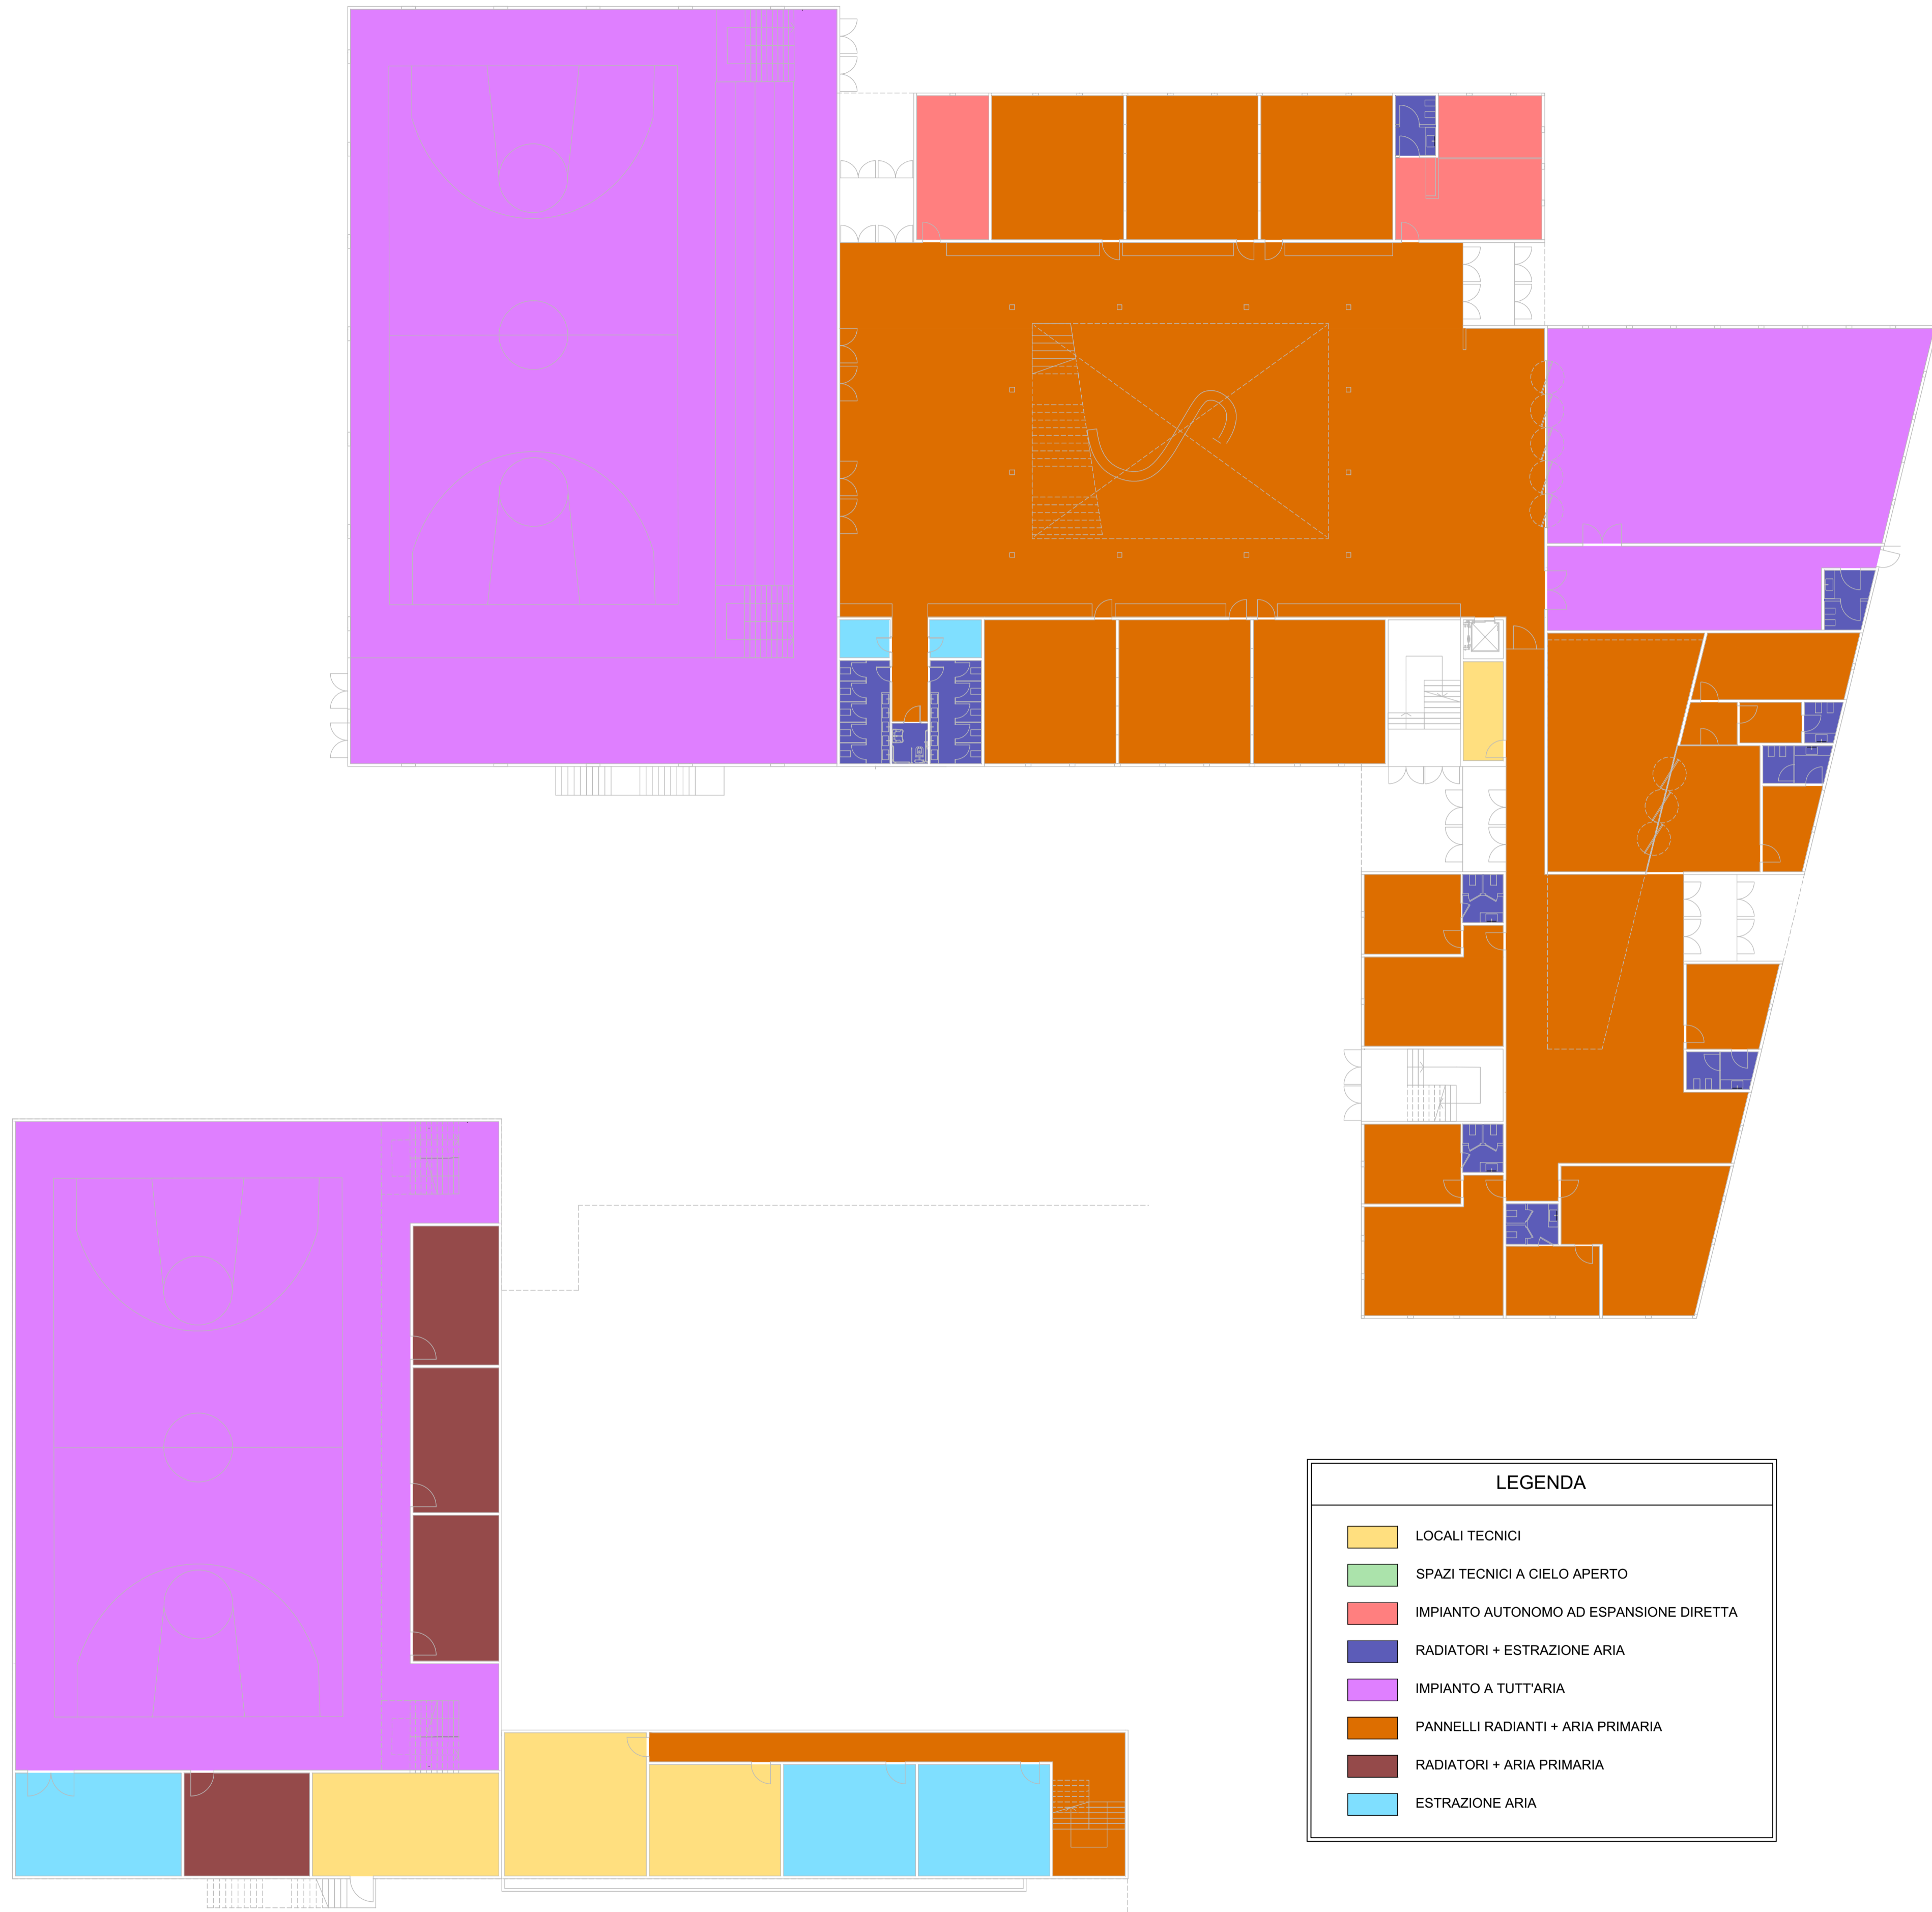 LEGENDA
LOCALI TECNICI
SPAZI TECNICI A CIELO APERTO
IMPIANTO AUTONOMO AD ESPANSIONE DIRETTA
RADIATORI + ESTRAZIONE ARIA
IMPIANTO A TUTT'ARIA
PANNELLI RADIANTI + ARIA PRIMARIA
RADIATORI + ARIA PRIMARIA
ESTRAZIONE ARIA